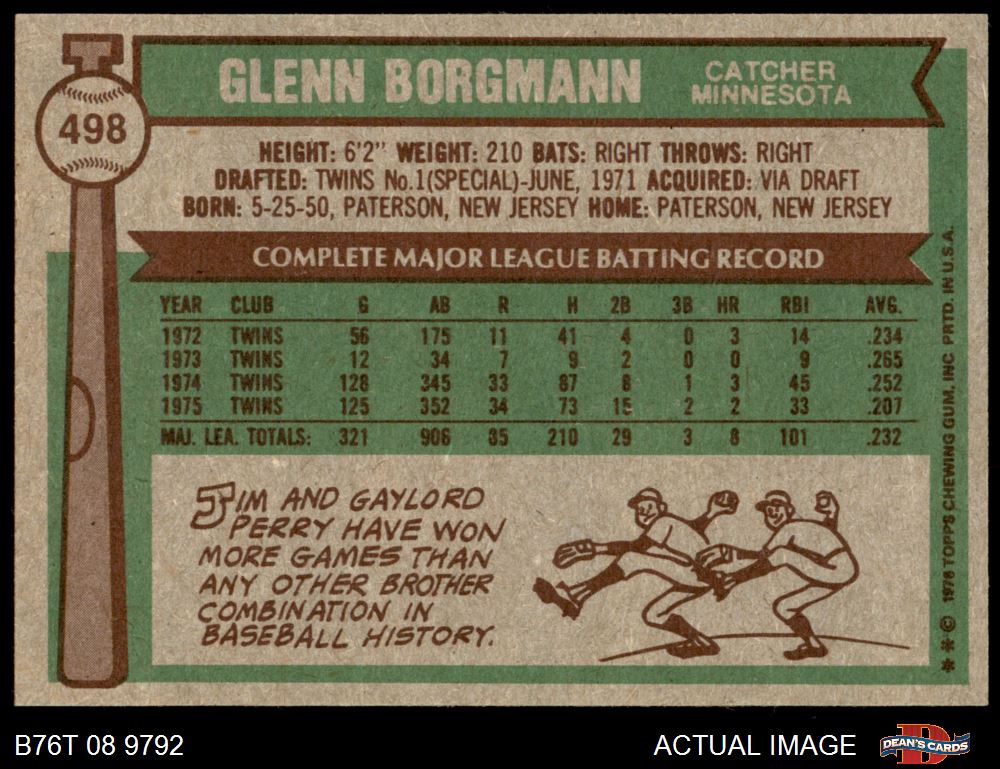 498
GLENN BORGMANN
CATCHER
MINNESOTA
HEIGHT: 6'2" WEIGHT: 210 BATS: RIGHT THROWS: RIGHT
DRAFTED: TWINS No.1(SPECIAL)-JUNE, 1971 ACQUIRED: VIA DRAFT
BORN: 5-25-50, PATERSON, NEW JERSEY HOME: PATERSON, NEW JERSEY
COMPLETE MAJOR LEAGUE BATTING RECORD
YEAR CLUB G AB R H 2B 3B HR RBI AVG.
1972 TWINS 56 175 11 41 4 0 3 14 .234
1973 TWINS 12 34 7 9 2 0 0 9 .265
1974 TWINS 128 345 33 87 8 1 3 45 .252
1975 TWINS 125 352 34 73 15 2 2 33 .207
MAJ. LEA. TOTALS: 321 906 85 210 29 3 8 101 .232
JIM AND GAYLORD
PERRY HAVE WON
MORE GAMES THAN
ANY OTHER BROTHER
COMBINATION IN
BASEBALL HISTORY.
** © 1976 TOPPS CHEWING GUM, INC PRTD. IN U.S.A.
B76T 08 9792
ACTUAL IMAGE
DEAN'S CARDS